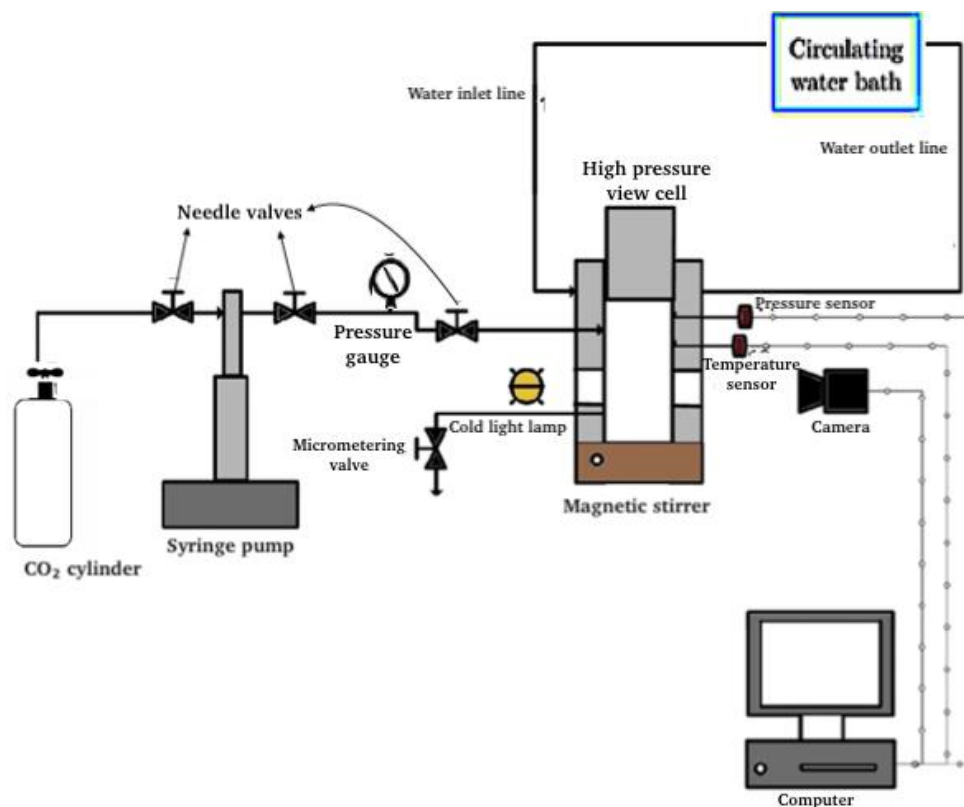 Circulating
water bath
Water inlet line
Water outlet line
High pressure
view cell
Needle valves
Pressure sensor
Pressure
gauge
Temperature
sensor
Cold light lamp
Camera
Micrometering
valve
Magnetic stirrer
Syringe pump
CO₂ cylinder
Computer